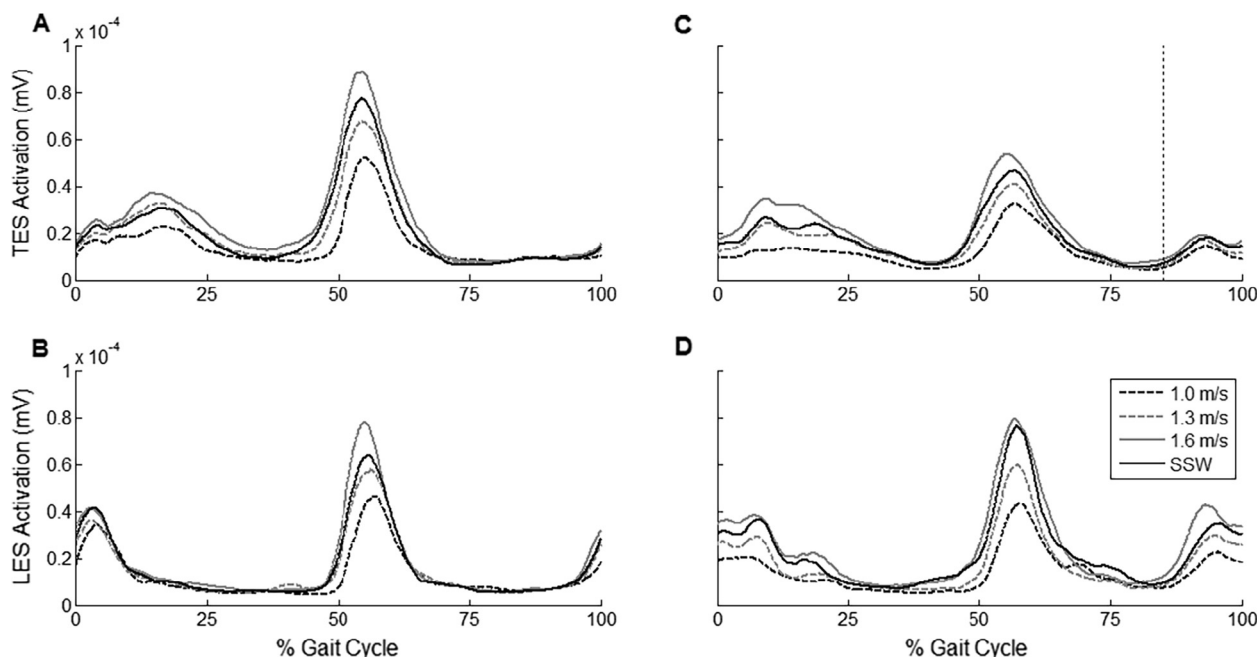 A
x 10⁻⁴
TES Activation (mV)
1
0.8
0.6
0.4
0.2
0
0 25 50 75 100
C
0 25 50 75 100
B
x 10⁻⁴
LES Activation (mV)
1
0.8
0.6
0.4
0.2
0
0 25 50 75 100
% Gait Cycle
D
1.0 m/s
1.3 m/s
1.6 m/s
SSW
0 25 50 75 100
% Gait Cycle